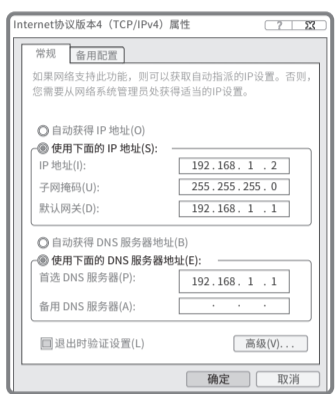 Internet协议版本4（TCP/IPv4）属性 ? X
常规 备用配置
如果网络支持此功能，则可以获取自动指派的IP设置。否则，
您需要从网络系统管理员处获得适当的IP设置。
自动获得 IP 地址(O)
使用下面的 IP 地址(S):
IP 地址(I): 192.168. 1 . 2
子网掩码(U): 255.255.255. 0
默认网关(D): 192.168. 1 . 1
自动获得 DNS 服务器地址(B)
使用下面的 DNS 服务器地址(E):
首选 DNS 服务器(P): 192.168. 1 . 1
备用 DNS 服务器(A): . . .
退出时验证设置(L) 高级(V)...
确定 取消